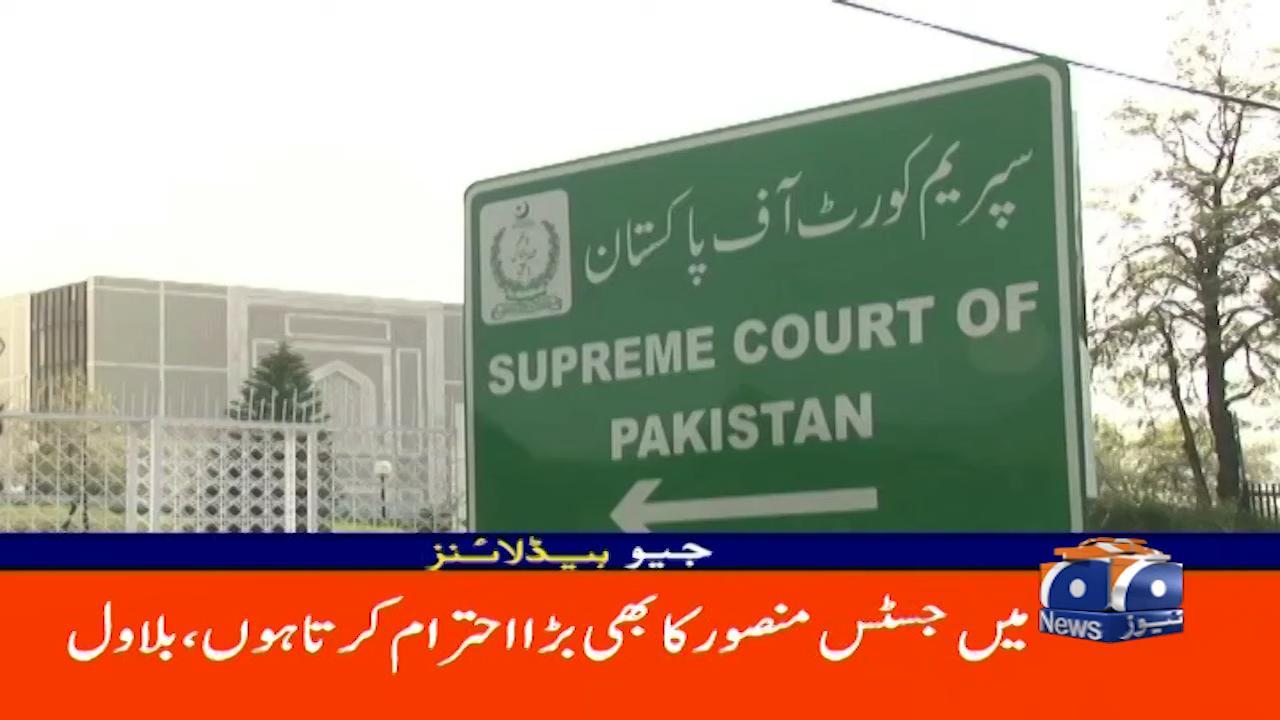 سپریم کورٹ آف پاکستان
SUPREME COURT OF
PAKISTAN
جیو ہیڈلائنز
میں جسٹس منصور کا بھی بڑا احترام کرتا ہوں، بلاول
News نیوز